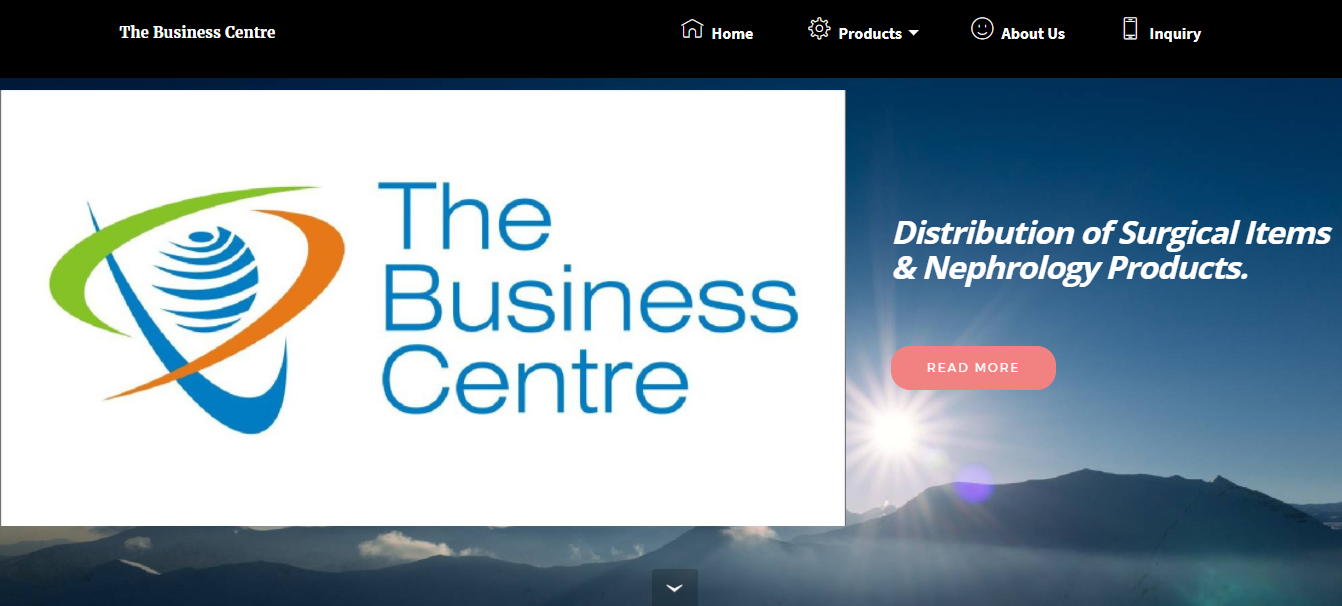 The Business Centre
Home
Products
About Us
Inquiry
The
Business
Centre
Distribution of Surgical Items
& Nephrology Products.
READ MORE